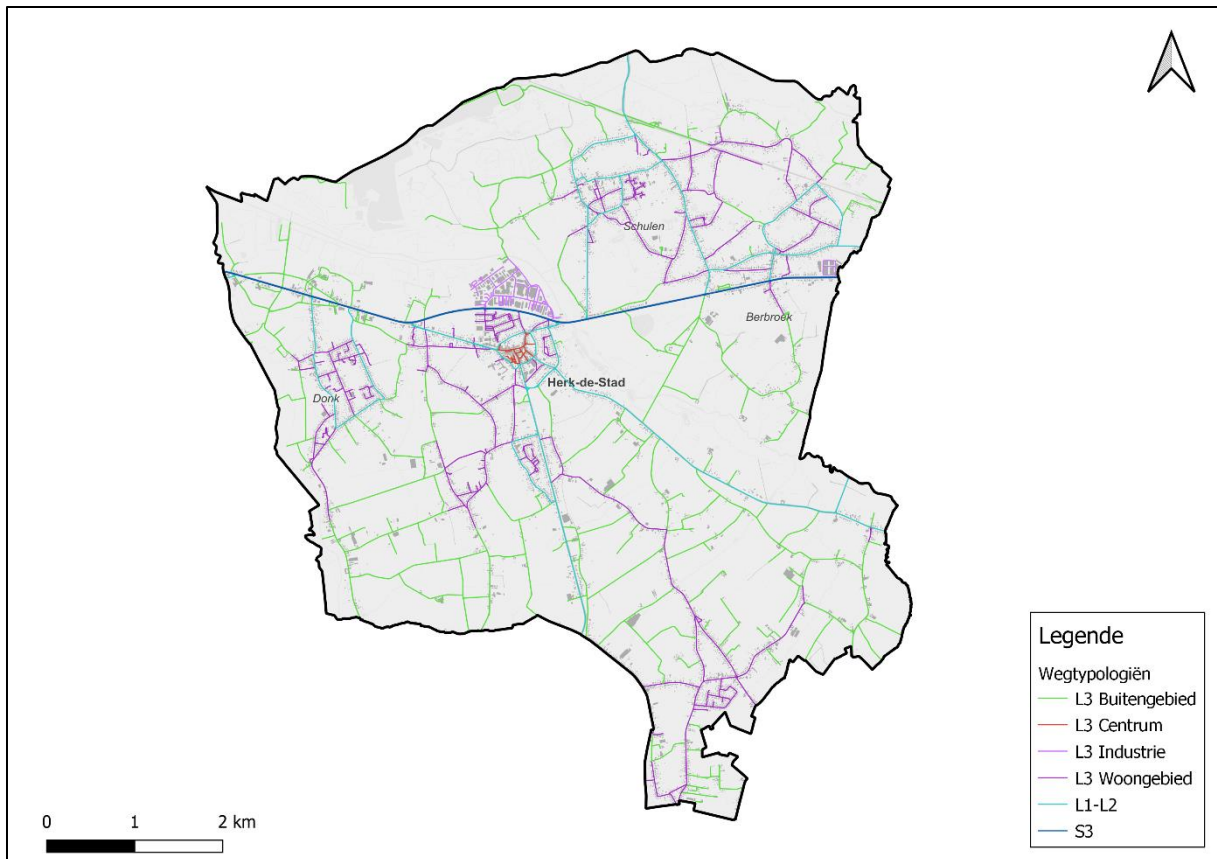 Schulen
Berbroek
Herk-de-Stad
Donk
Legende
Wegtypologiën
L3 Buitengebied
L3 Centrum
L3 Industrie
L3 Woongebied
L1-L2
S3
0 1 2 km